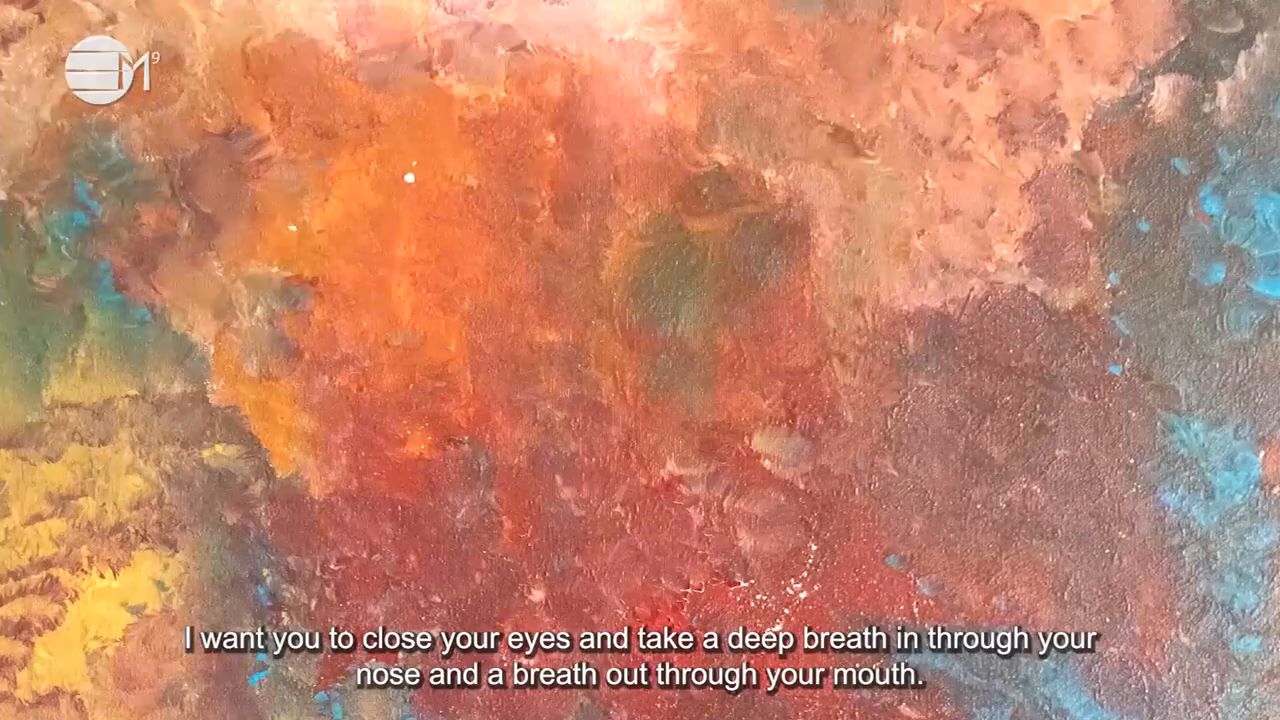 M⁹
I want you to close your eyes and take a deep breath in through your
nose and a breath out through your mouth.